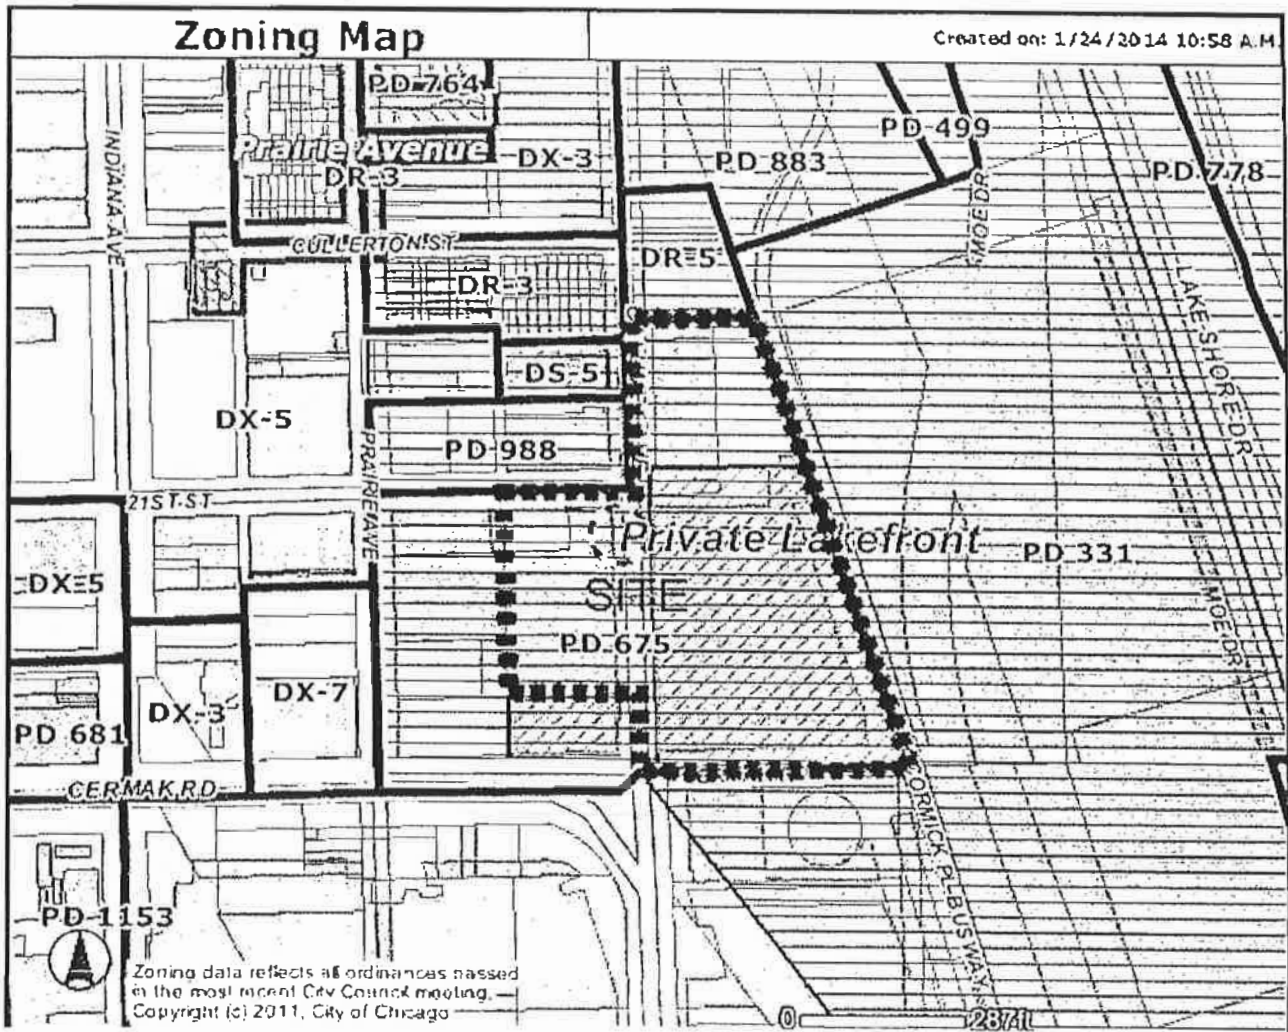 Zoning Map
Created on: 1/24/2014 10:58 A.M
PD 764
PD 499
Prairie Avenue
DX-3
PD 883
DR-3
PD 778
INDIANA AVE
MOE DR
CULLERTON ST
DR-5
DR-3
LAKE SHORE DR
DS-5
DX-5
PRAIRIE AVE
PD 988
21ST ST
Private Lakefront
PD 331
DX-5
SITE
MOE DR
PD 675
DX-7
DX-3
PD 681
CERMAK RD
CORMICK PL BUSWAY
PD 1153
Zoning data reflects all ordinances passed
in the most recent City Council meeting.
Copyright (c) 2011, City of Chicago
0 287ft